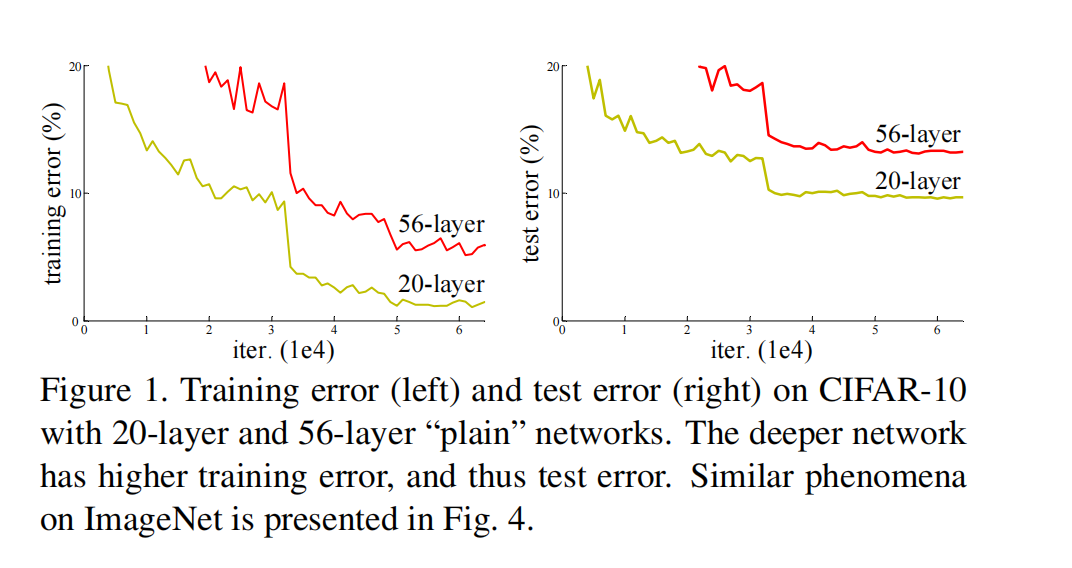 20
10
0
training error (%)
0 1 2 3 4 5 6
iter. (1e4)
56-layer
20-layer
20
10
0
test error (%)
0 1 2 3 4 5 6
iter. (1e4)
56-layer
20-layer
Figure 1. Training error (left) and test error (right) on CIFAR-10
with 20-layer and 56-layer “plain” networks. The deeper network
has higher training error, and thus test error. Similar phenomena
on ImageNet is presented in Fig. 4.